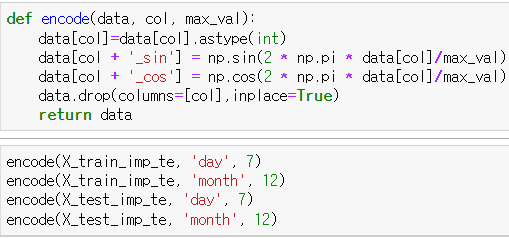 def encode(data, col, max_val):
    data[col]=data[col].astype(int)
    data[col + '_sin'] = np.sin(2 * np.pi * data[col]/max_val)
    data[col + '_cos'] = np.cos(2 * np.pi * data[col]/max_val)
    data.drop(columns=[col],inplace=True)
    return data
encode(X_train_imp_te, 'day', 7)
encode(X_train_imp_te, 'month', 12)
encode(X_test_imp_te, 'day', 7)
encode(X_test_imp_te, 'month', 12)